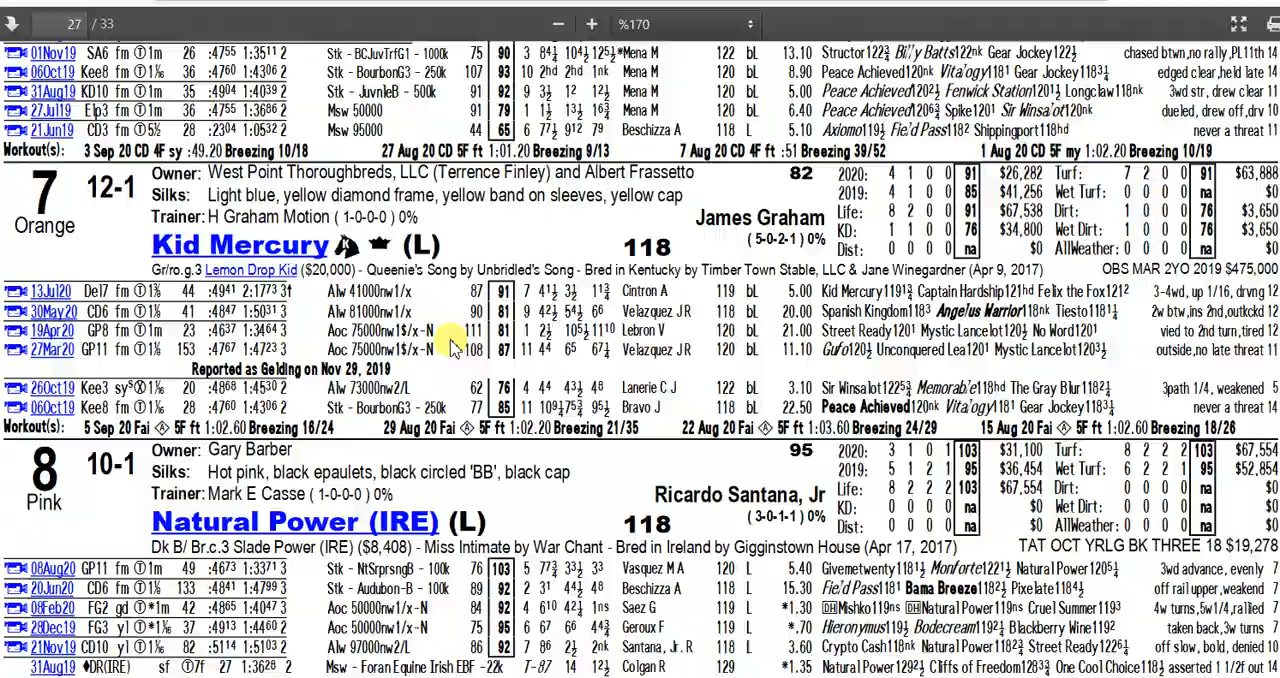 27 / 33 %170
01Nov19 SA6 fm Ⓣ1m 26 :4755 1:3511 2 Stk - BCJuvTrfG1 - 1000k 75 90 3 8¾ 104½ 125½ *Mena M 122 bL 13.10 Structor122¾ Billy Batts122nk Gear Jockey122½ chased btwn,no rally,PL11th 14
06Oct19 Kee8 fm Ⓣ1⅛ 36 :4760 1:4306 2 Stk - BourbonG3 - 250k 107 93 10 2hd 2hd 1nk Mena M 118 bL 8.90 Peace Achieved120nk Vita'ogy1181 Gear Jockey1183¼ edged clear,held late 14
31Aug19 KD10 fm Ⓣ1m 35 :4904 1:4039 2 Stk - JuvnleB - 500k 91 92 9 3½ 12 12½ Mena M 120 bL 5.00 Peace Achieved202½ Fenwick Station1201½ Longclaw118nk 3wd str, drew clear 11
27Jul19 Elp3 fm Ⓣ1m 36 :4755 1:3686 2 Msw 50000 91 79 1 1½ 13½ 16¾ Mena M 120 bL 6.40 Peace Achieved206¾ Spike1201 Sir Winsalot120nk dueled, drew off,drv 10
21Jun19 CD3 fm Ⓣ5½ 28 :2304 1:0532 2 Msw 95000 44 65 6 77½ 912 79 Beschizza A 118 L 5.10 Axiomo119½ Fie'd Pass1182 Shippingport118hd never a threat 11
Workout(s): 3 Sep 20 CD 4F sy :49.20 Breezing 10/18 27 Aug 20 CD 5F ft 1:01.20 Breezing 9/13 7 Aug 20 CD 4F ft :51 Breezing 39/52 1 Aug 20 CD 5F my 1:02.20 Breezing 10/19
7 12-1 Owner: West Point Thoroughbreds, LLC (Terrence Finley) and Albert Frassetto 82 2020: 4 1 0 0 91 $26,282 Turf: 7 2 0 0 91 $63,888
Silks: Light blue, yellow diamond frame, yellow band on sleeves, yellow cap 2019: 4 1 0 0 85 $41,256 Wet Turf: 0 0 0 0 na $0
Orange Trainer: H Graham Motion ( 1-0-0-0 ) 0% James Graham Life: 8 2 0 0 91 $67,538 Dirt: 1 0 0 0 76 $3,650
Kid Mercury (L) 118 ( 5-0-2-1 ) 0% KD: 1 1 0 0 76 $34,800 Wet Dirt: 1 0 0 0 76 $3,650
Dist: 0 0 0 0 na $0 AllWeather: 0 0 0 0 na $0
Gr/ro.g.3 Lemon Drop Kid ($20,000) - Queenie's Song by Unbridled's Song - Bred in Kentucky by Timber Town Stable, LLC & Jane Winegardner (Apr 9, 2017) OBS MAR 2YO 2019 $475,000
13Jul20 Del7 fm Ⓣ1⅜ 44 :4941 2:1773 3↑ Alw 41000nw1/x 87 91 7 41½ 3½ 11¾ Cintron A 119 bL 5.00 Kid Mercury119¾ Captain Hardship121hd Felix the Fox1212 3-4wd, up 1/16, drvng 12
30May20 CD6 fm Ⓣ1⅛ 41 :4847 1:5031 3 Alw 81000nw1/x 90 81 9 42½ 54½ 66 Velazquez J R 118 bL 20.00 Spanish Kingdom1183 Angelus Warrior118nk Tiesto1181¼ 2w btw,ins 2nd,outkckd 12
19Apr20 GP8 fm Ⓣ1m 23 :4637 1:3464 3 Aoc 75000nw1$/x-N 111 81 1 2½ 105½ 1110 Lebron V 120 bL 21.00 Street Ready1201 Mystic Lancelot120½ No Word1201 vied to 2nd turn,tired 12
27Mar20 GP11 fm Ⓣ1⅛ 153 :4767 1:4723 3 Aoc 75000nw1$/x-N 108 87 11 44 65 67¼ Velazquez J R 120 bL 11.10 Gufo120½ Unconquered Lea1201 Mystic Lancelot1203½ outside,no late threat 11
Reported as Gelding on Nov 29, 2019
26Oct19 Kee3 syˢⓉ1⅛ 20 :4868 1:4530 2 Alw 73000nw2/L 62 76 4 44 43½ 48 Lanerie C J 122 bL 3.10 Sir Winsalot1225¾ Memorable118hd The Gray Blur1182¼ 3path 1/4, weakened 5
06Oct19 Kee8 fm Ⓣ1⅛ 36 :4760 1:4306 2 Stk - BourbonG3 - 250k 77 85 11 109¼ 75¾ 95½ Bravo J 118 bL 22.50 Peace Achieved120nk Vita'ogy1181 Gear Jockey1183¼ never a threat 14
Workout(s): 5 Sep 20 Fai 5F ft 1:02.60 Breezing 16/24 29 Aug 20 Fai 5F ft 1:02.20 Breezing 21/35 22 Aug 20 Fai 5F ft 1:03.60 Breezing 24/29 15 Aug 20 Fai 5F ft 1:02.60 Breezing 18/26
8 10-1 Owner: Gary Barber 95 2020: 3 1 0 1 103 $31,100 Turf: 8 2 2 2 103 $67,554
Silks: Hot pink, black epaulets, black circled 'BB', black cap 2019: 5 1 2 1 95 $36,454 Wet Turf: 6 2 2 1 95 $52,854
Pink Trainer: Mark E Casse ( 1-0-0-0 ) 0% Ricardo Santana, Jr Life: 8 2 2 2 103 $67,554 Dirt: 0 0 0 0 na $0
Natural Power (IRE) (L) 118 ( 3-0-1-1 ) 0% KD: 0 0 0 0 na $0 Wet Dirt: 0 0 0 0 na $0
Dist: 0 0 0 0 na $0 AllWeather: 0 0 0 0 na $0
Dk B/ Br.c.3 Slade Power (IRE) ($8,408) - Miss Intimate by War Chant - Bred in Ireland by Gigginstown House (Apr 17, 2017) TAT OCT YRLG BK THREE 18 $19,278
08Aug20 GP11 fm Ⓣ1m 49 :4673 1:3371 3 Stk - NtSrprsngB - 100k 76 103 5 77¾ 33½ 33 Vasquez M A 120 L 5.40 Givemetwenty1181½ Monforte1221½ Natural Power1205¼ 3wd advance, evenly 7
20Jun20 CD6 fm Ⓣ1⅛ 133 :4841 1:4799 3 Stk - Audubon-B - 100k 89 92 2 31 44½ 48 Beschizza A 118 L 15.30 Fie'd Pass1181 Bama Breeze1182½ Pixelate1184½ off rail upper,weakend 7
08Feb20 FG2 gd Ⓣ*1m 42 :4865 1:4047 3 Aoc 50000nw1/x-N 84 92 4 610 42¼ 1ns Saez G 118 L *1.30 DH Mishko119ns DH Natural Power119ns Cruel Summer1193 4w turns,5w1/4,rallied 7
28Dec19 FG3 yl Ⓣ*1⅛ 37 :4913 1:4460 2 Aoc 50000nw1/x-N 75 95 6 67 66 44¾ Geroux F 118 L *.70 Hieronymus119½ Bodecream1192¼ Blackberry Wine1192 taken back,3w turns 7
21Nov19 CD10 yl Ⓣ1⅛ 82 :5114 1:5103 2 Alw 97000nw2/L 86 92 7 86 2½ 2nk Santana, Jr. R 118 L 3.60 Crypto Cash118nk Natural Power1182¾ Street Ready1226¼ off slow, bold, denied 10
31Aug19 ♦DR(IRE) sf Ⓣ7f 27 1:3628 2 Msw - Foran Equine Irish EBF -22k T-87 14 12½ Colgan R 129 *1.35 Natural Power1292½ Cliffs of Freedom128¾ One Cool Choice118½ asserted 1 1/2f out 14